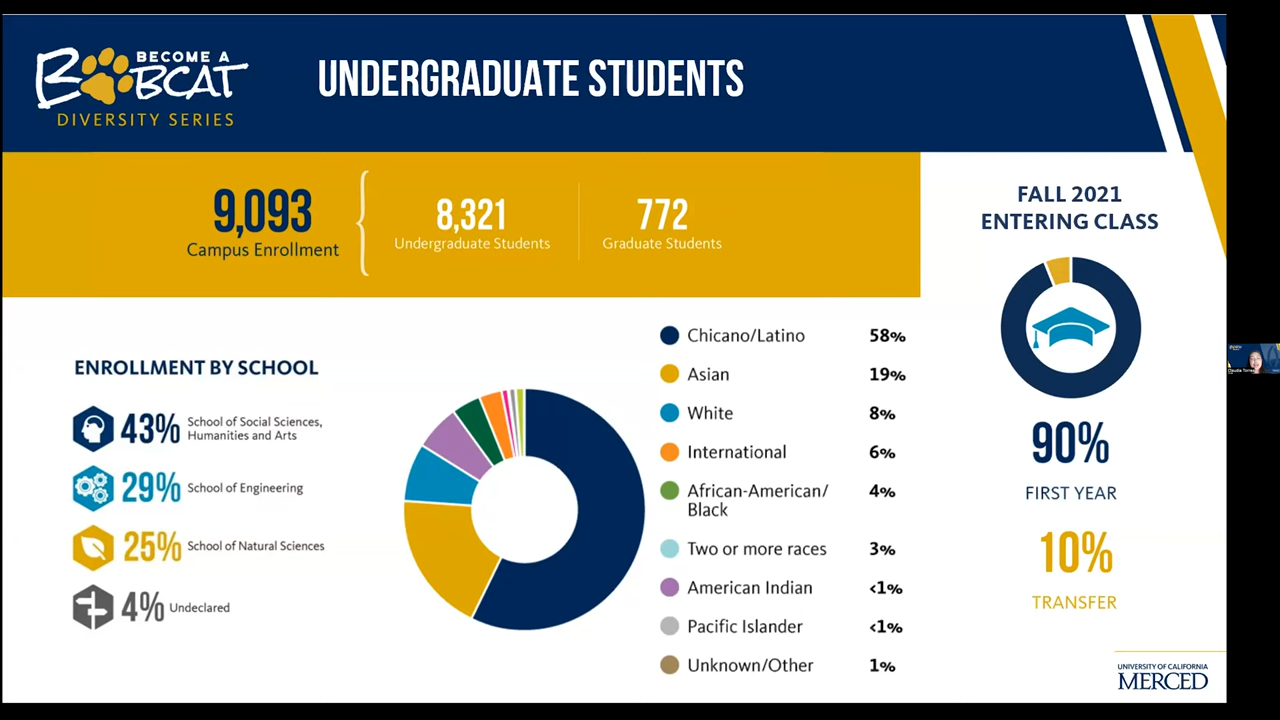 BECOME A
BOBCAT
DIVERSITY SERIES
UNDERGRADUATE STUDENTS
9,093
Campus Enrollment
8,321
Undergraduate Students
772
Graduate Students
FALL 2021
ENTERING CLASS
90%
FIRST YEAR
10%
TRANSFER
ENROLLMENT BY SCHOOL
43% School of Social Sciences,
Humanities and Arts
29% School of Engineering
25% School of Natural Sciences
4% Undeclared
Chicano/Latino 58%
Asian 19%
White 8%
International 6%
African-American/ 4%
Black
Two or more races 3%
American Indian <1%
Pacific Islander <1%
Unknown/Other 1%
UNIVERSITY OF CALIFORNIA
MERCED